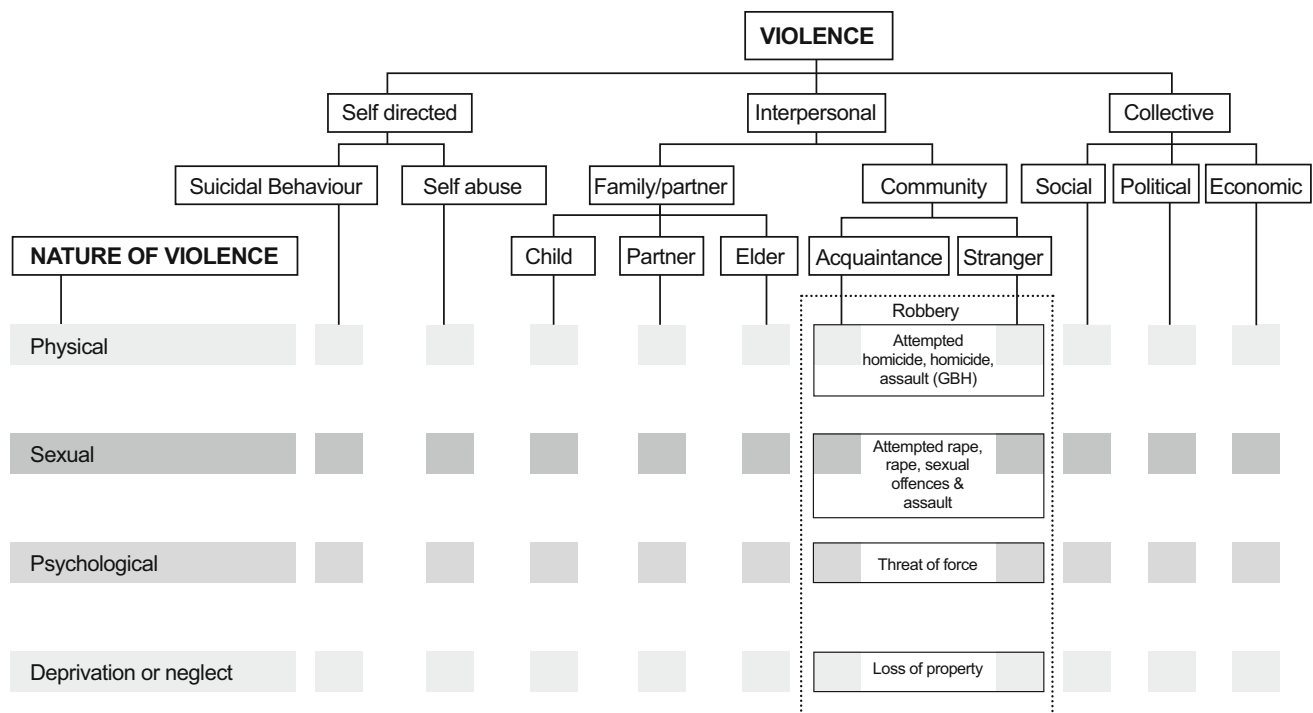 VIOLENCE
Self directed
Interpersonal
Collective
Suicidal Behaviour
Self abuse
Family/partner
Community
Social
Political
Economic
NATURE OF VIOLENCE
Child
Partner
Elder
Acquaintance
Stranger
Robbery
Physical
Attempted
homicide, homicide,
assault (GBH)
Sexual
Attempted rape,
rape, sexual
offences &
assault
Psychological
Threat of force
Deprivation or neglect
Loss of property